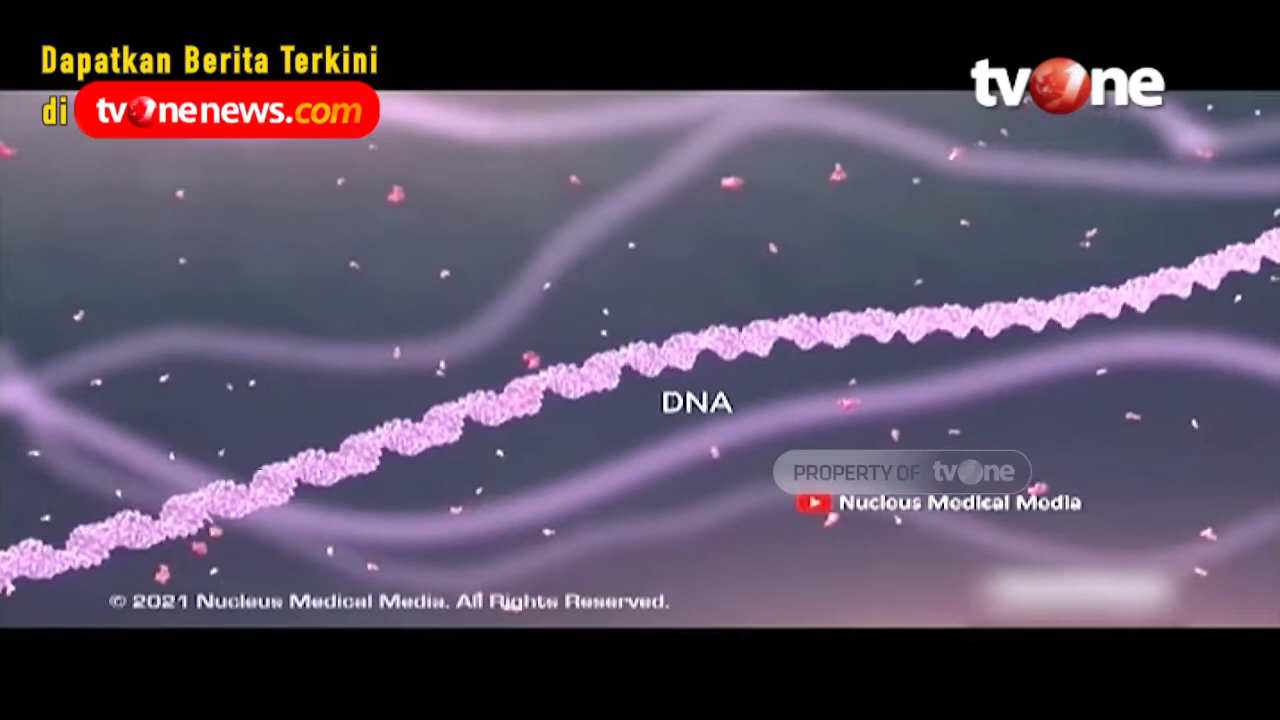 Dapatkan Berita Terkini
di tvOnenews.com
tvOne
DNA
PROPERTY OF tvOne
Nucleus Medical Media
© 2021 Nucleus Medical Media. All Rights Reserved.